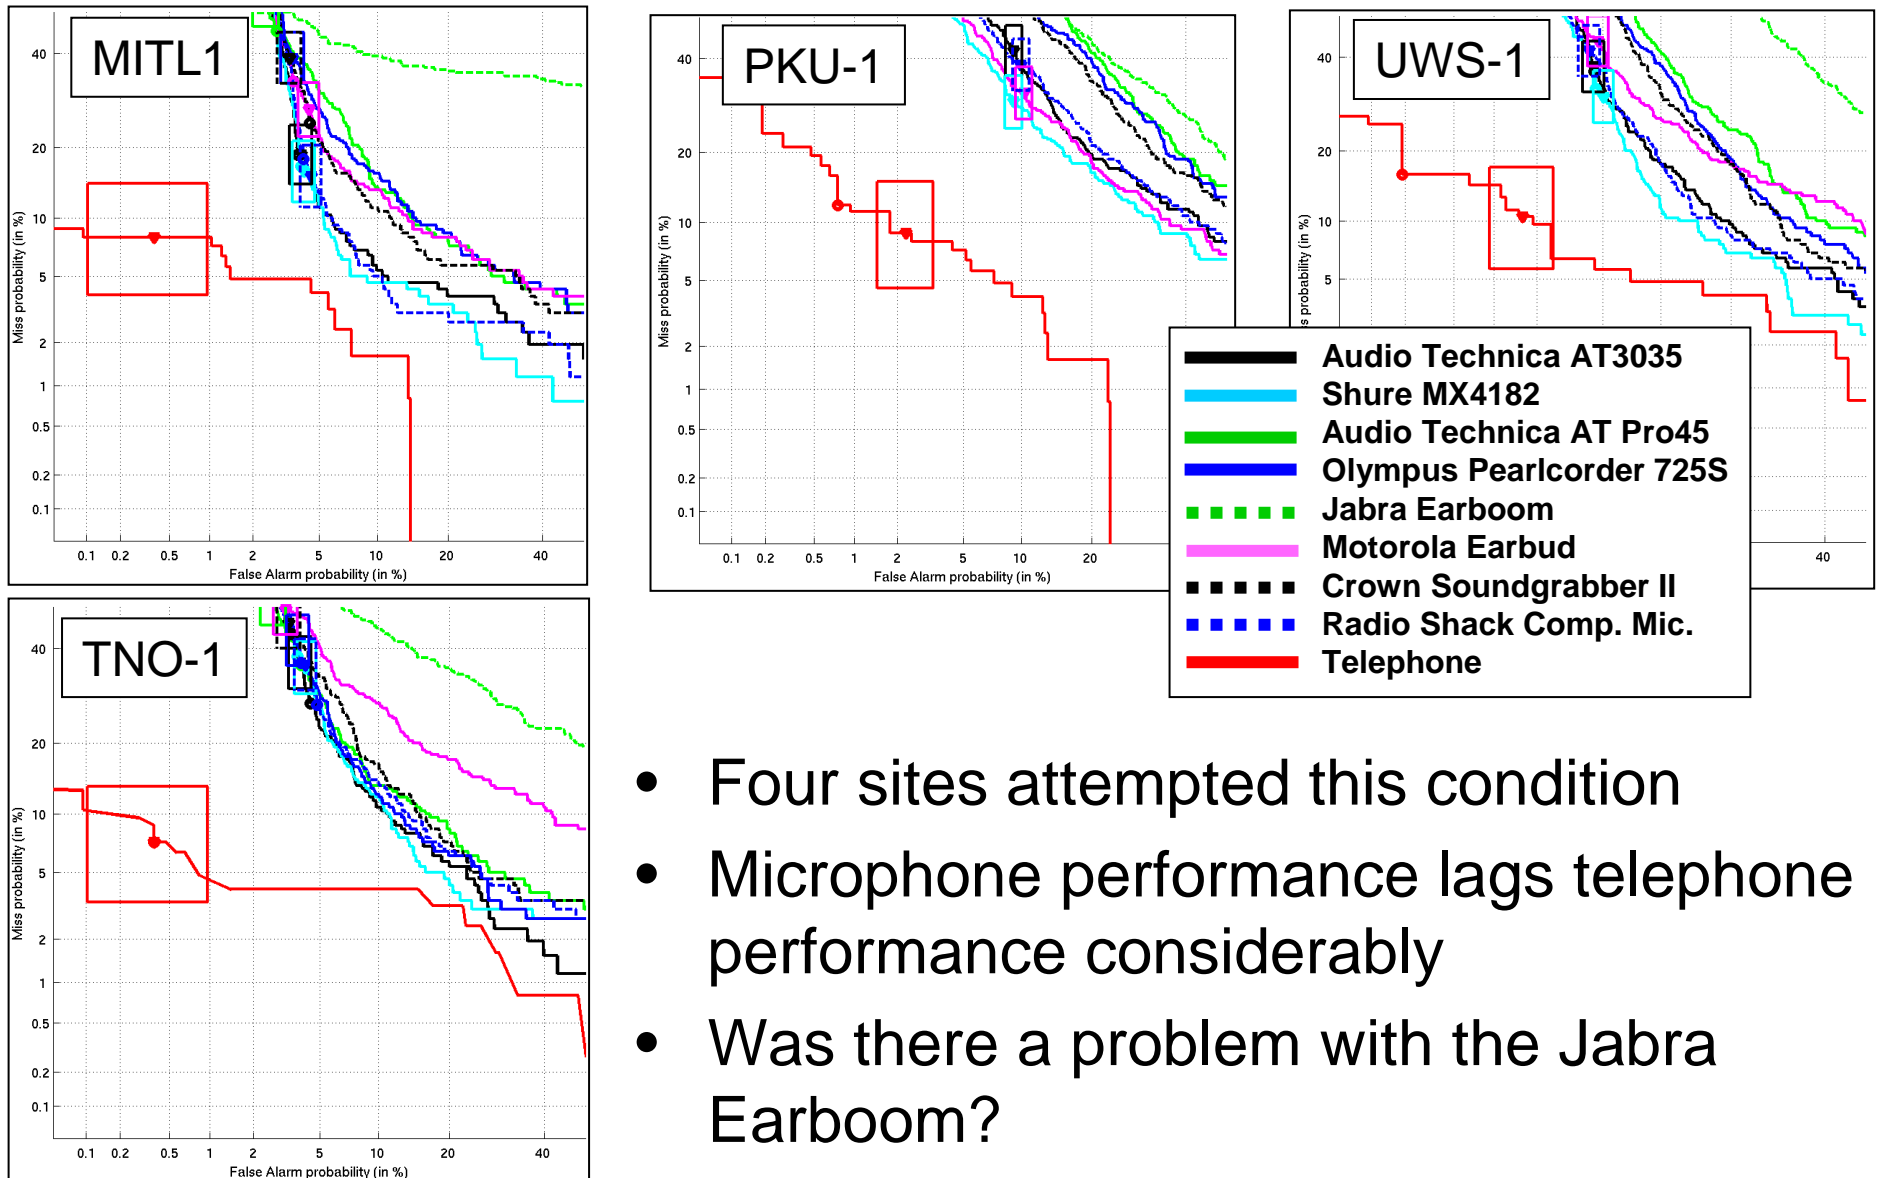 MITL1
40
20
10
5
2
1
0.5
0.2
0.1
Miss probability (in %)
0.1 0.2 0.5 1 2 5 10 20 40
False Alarm probability (in %)
PKU-1
40
20
10
5
2
1
0.5
0.2
0.1
Miss probability (in %)
0.1 0.2 0.5 1 2 5 10 20
False Alarm probability (in %)
UWS-1
40
20
10
5
probability (in %)
40
Audio Technica AT3035
Shure MX4182
Audio Technica AT Pro45
Olympus Pearlcorder 725S
Jabra Earboom
Motorola Earbud
Crown Soundgrabber II
Radio Shack Comp. Mic.
Telephone
TNO-1
40
20
10
5
2
1
0.5
0.2
0.1
Miss probability (in %)
0.1 0.2 0.5 1 2 5 10 20 40
False Alarm probability (in %)
• Four sites attempted this condition
• Microphone performance lags telephone
performance considerably
• Was there a problem with the Jabra
Earboom?